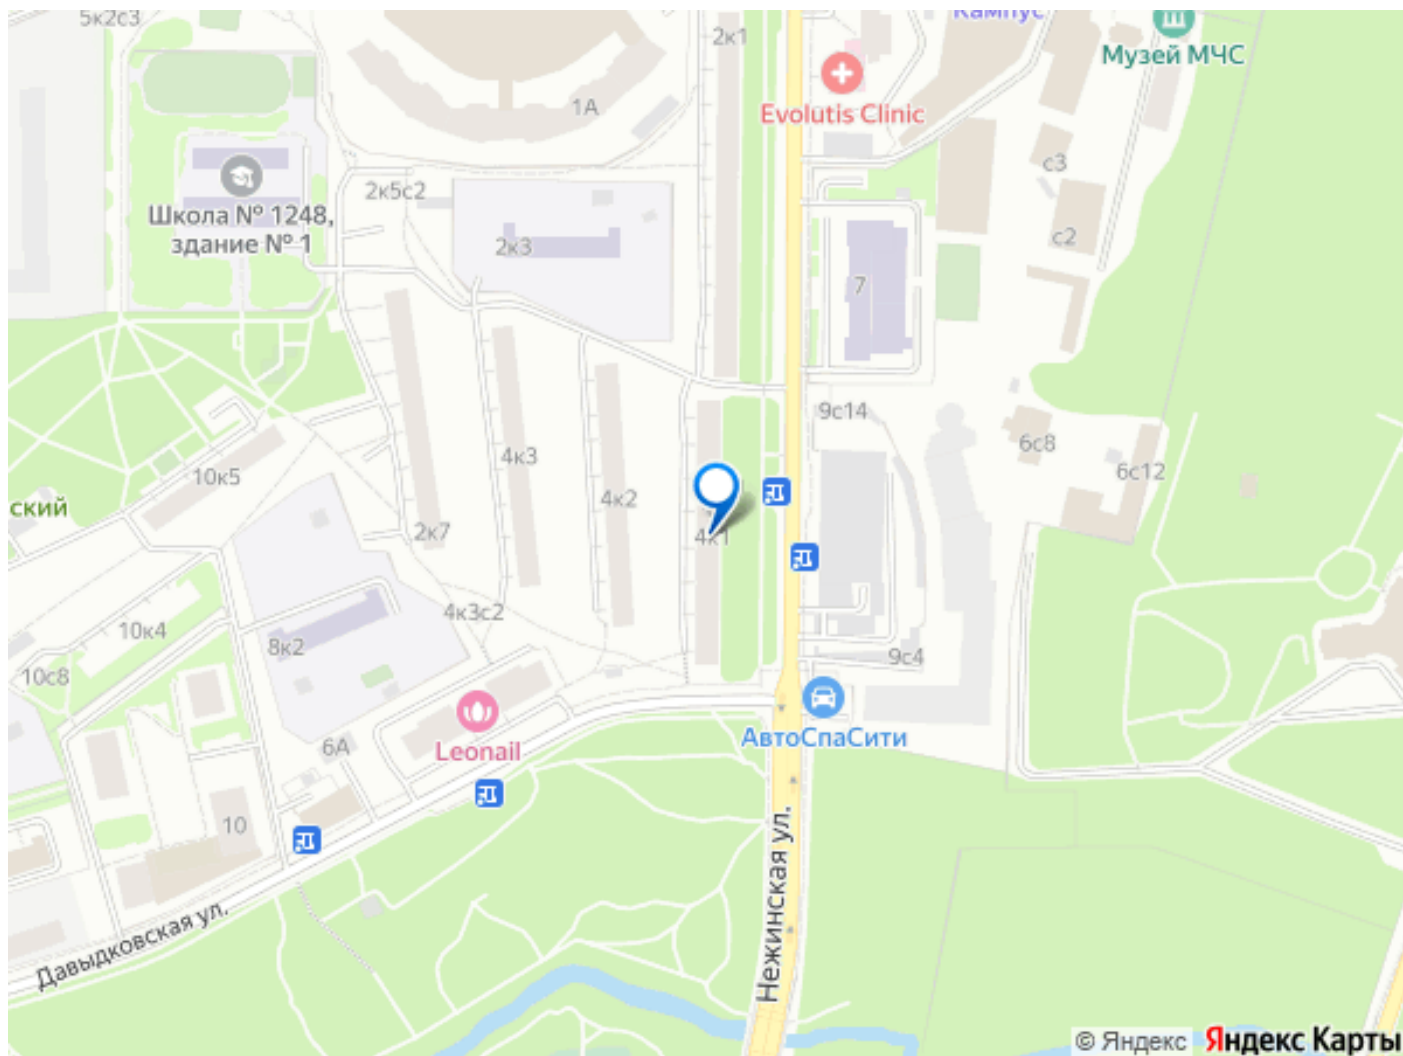 5к2с3
2к1
Кампус
Музей МЧС
1А
Evolutis Clinic
с3
2к5с2
Школа № 1248,
здание № 1
с2
2к3
7
9с14
6с8
4к3
6с12
10к5
4к2
ский
2к7
4к1
4к3с2
10к4
8к2
9с4
10с8
АвтоСпаСити
6А
Leonail
10
Нежинская ул.
Давыдковская ул.
© Яндекс Яндекс Карты